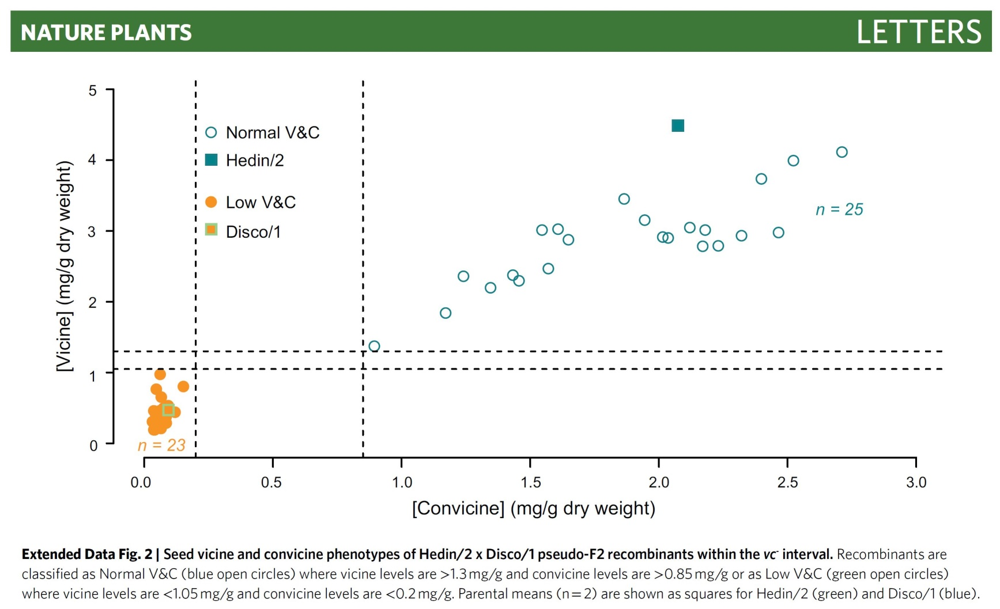 NATURE PLANTS
LETTERS
5
4
3
2
1
0
[Vicine] (mg/g dry weight)
Normal V&C
Hedin/2
Low V&C
Disco/1
n = 25
n = 23
0.0 0.5 1.0 1.5 2.0 2.5 3.0
[Convicine] (mg/g dry weight)
Extended Data Fig. 2 | Seed vicine and convicine phenotypes of Hedin/2 x Disco/1 pseudo-F2 recombinants within the vc⁻ interval. Recombinants are
classified as Normal V&C (blue open circles) where vicine levels are >1.3 mg/g and convicine levels are >0.85 mg/g or as Low V&C (green open circles)
where vicine levels are <1.05 mg/g and convicine levels are <0.2 mg/g. Parental means (n = 2) are shown as squares for Hedin/2 (green) and Disco/1 (blue).